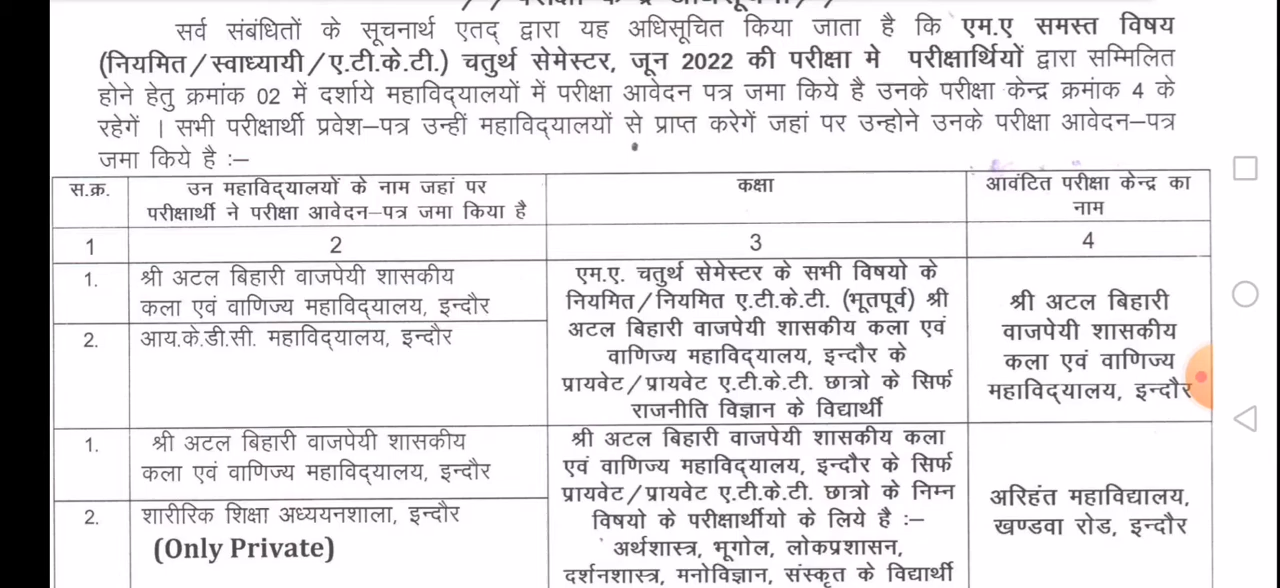 सर्व संबंधितों के सूचनार्थ एतद् द्वारा यह अधिसूचित किया जाता है कि एम.ए समस्त विषय
(नियमित/स्वाध्यायी/ए.टी.के.टी.) चतुर्थ सेमेस्टर, जून 2022 की परीक्षा मे परीक्षार्थियों द्वारा सम्मिलित
होने हेतु क्रमांक 02 में दर्शाये महाविद्यालयों में परीक्षा आवेदन पत्र जमा किये है उनके परीक्षा केन्द्र क्रमांक 4 के
रहेगें । सभी परीक्षार्थी प्रवेश–पत्र उन्हीं महाविद्यालयों से प्राप्त करेगें जहां पर उन्होने उनके परीक्षा आवेदन–पत्र
जमा किये है :–
स.क्र.
उन महाविद्यालयों के नाम जहां पर
परीक्षार्थी ने परीक्षा आवेदन–पत्र जमा किया है
कक्षा
आवंटित परीक्षा केन्द्र का
नाम
1
2
3
4
1.
श्री अटल बिहारी वाजपेयी शासकीय
कला एवं वाणिज्य महाविद्यालय, इन्दौर
2.
आय.के.डी.सी. महाविद्यालय, इन्दौर
एम.ए. चतुर्थ सेमेस्टर के सभी विषयो के
नियमित/नियमित ए.टी.के.टी. (भूतपूर्व) श्री
अटल बिहारी वाजपेयी शासकीय कला एवं
वाणिज्य महाविद्यालय, इन्दौर के
प्रायवेट/प्रायवेट ए.टी.के.टी. छात्रो के सिर्फ
राजनीति विज्ञान के विद्यार्थी
श्री अटल बिहारी
वाजपेयी शासकीय
कला एवं वाणिज्य
महाविद्यालय, इन्दौर
1.
श्री अटल बिहारी वाजपेयी शासकीय
कला एवं वाणिज्य महाविद्यालय, इन्दौर
2.
शारीरिक शिक्षा अध्ययनशाला, इन्दौर
(Only Private)
श्री अटल बिहारी वाजपेयी शासकीय कला
एवं वाणिज्य महाविद्यालय, इन्दौर के सिर्फ
प्रायवेट/प्रायवेट ए.टी.के.टी. छात्रो के निम्न
विषयो के परीक्षार्थीयो के लिये है :–
अर्थशास्त्र, भूगोल, लोकप्रशासन,
दर्शनशास्त्र, मनोविज्ञान, संस्कृत के विद्यार्थी
अरिहंत महाविद्यालय,
खण्डवा रोड, इन्दौर